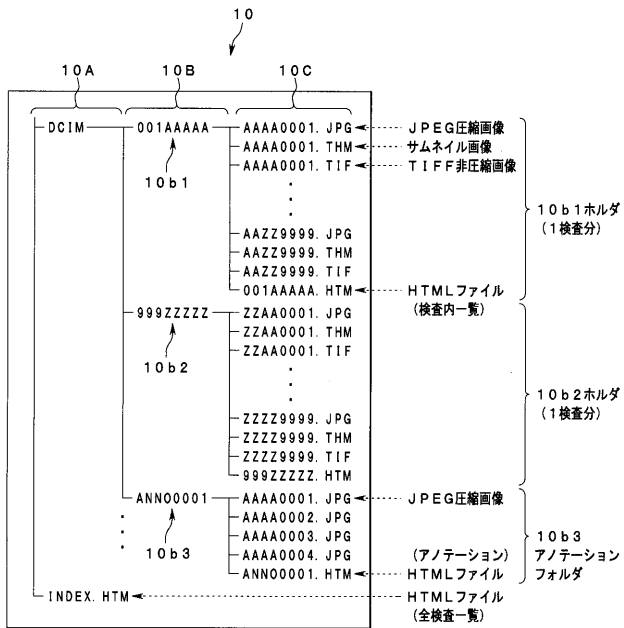 10
10A 10B 10C
DCIM 001AAAAA AAAA0001. JPG JPEG圧縮画像
AAAA0001. THM サムネイル画像
10b1 AAAA0001. TIF TIFF非圧縮画像
10b1ホルダ
(1検査分)
AAZZ9999. JPG
AAZZ9999. THM
AAZZ9999. TIF
001AAAAA. HTM HTMLファイル
(検査内一覧)
999ZZZZZ ZZAA0001. JPG
ZZAA0001. THM
10b2 ZZAA0001. TIF
10b2ホルダ
(1検査分)
ZZZZ9999. JPG
ZZZZ9999. THM
ZZZZ9999. TIF
999ZZZZZ. HTM
ANNO0001 AAAA0001. JPG JPEG圧縮画像
AAAA0002. JPG
10b3 AAAA0003. JPG 10b3
AAAA0004. JPG (アノテーション) アノテーション
ANNO0001. HTM HTMLファイル フォルダ
INDEX. HTM HTMLファイル
(全検査一覧)